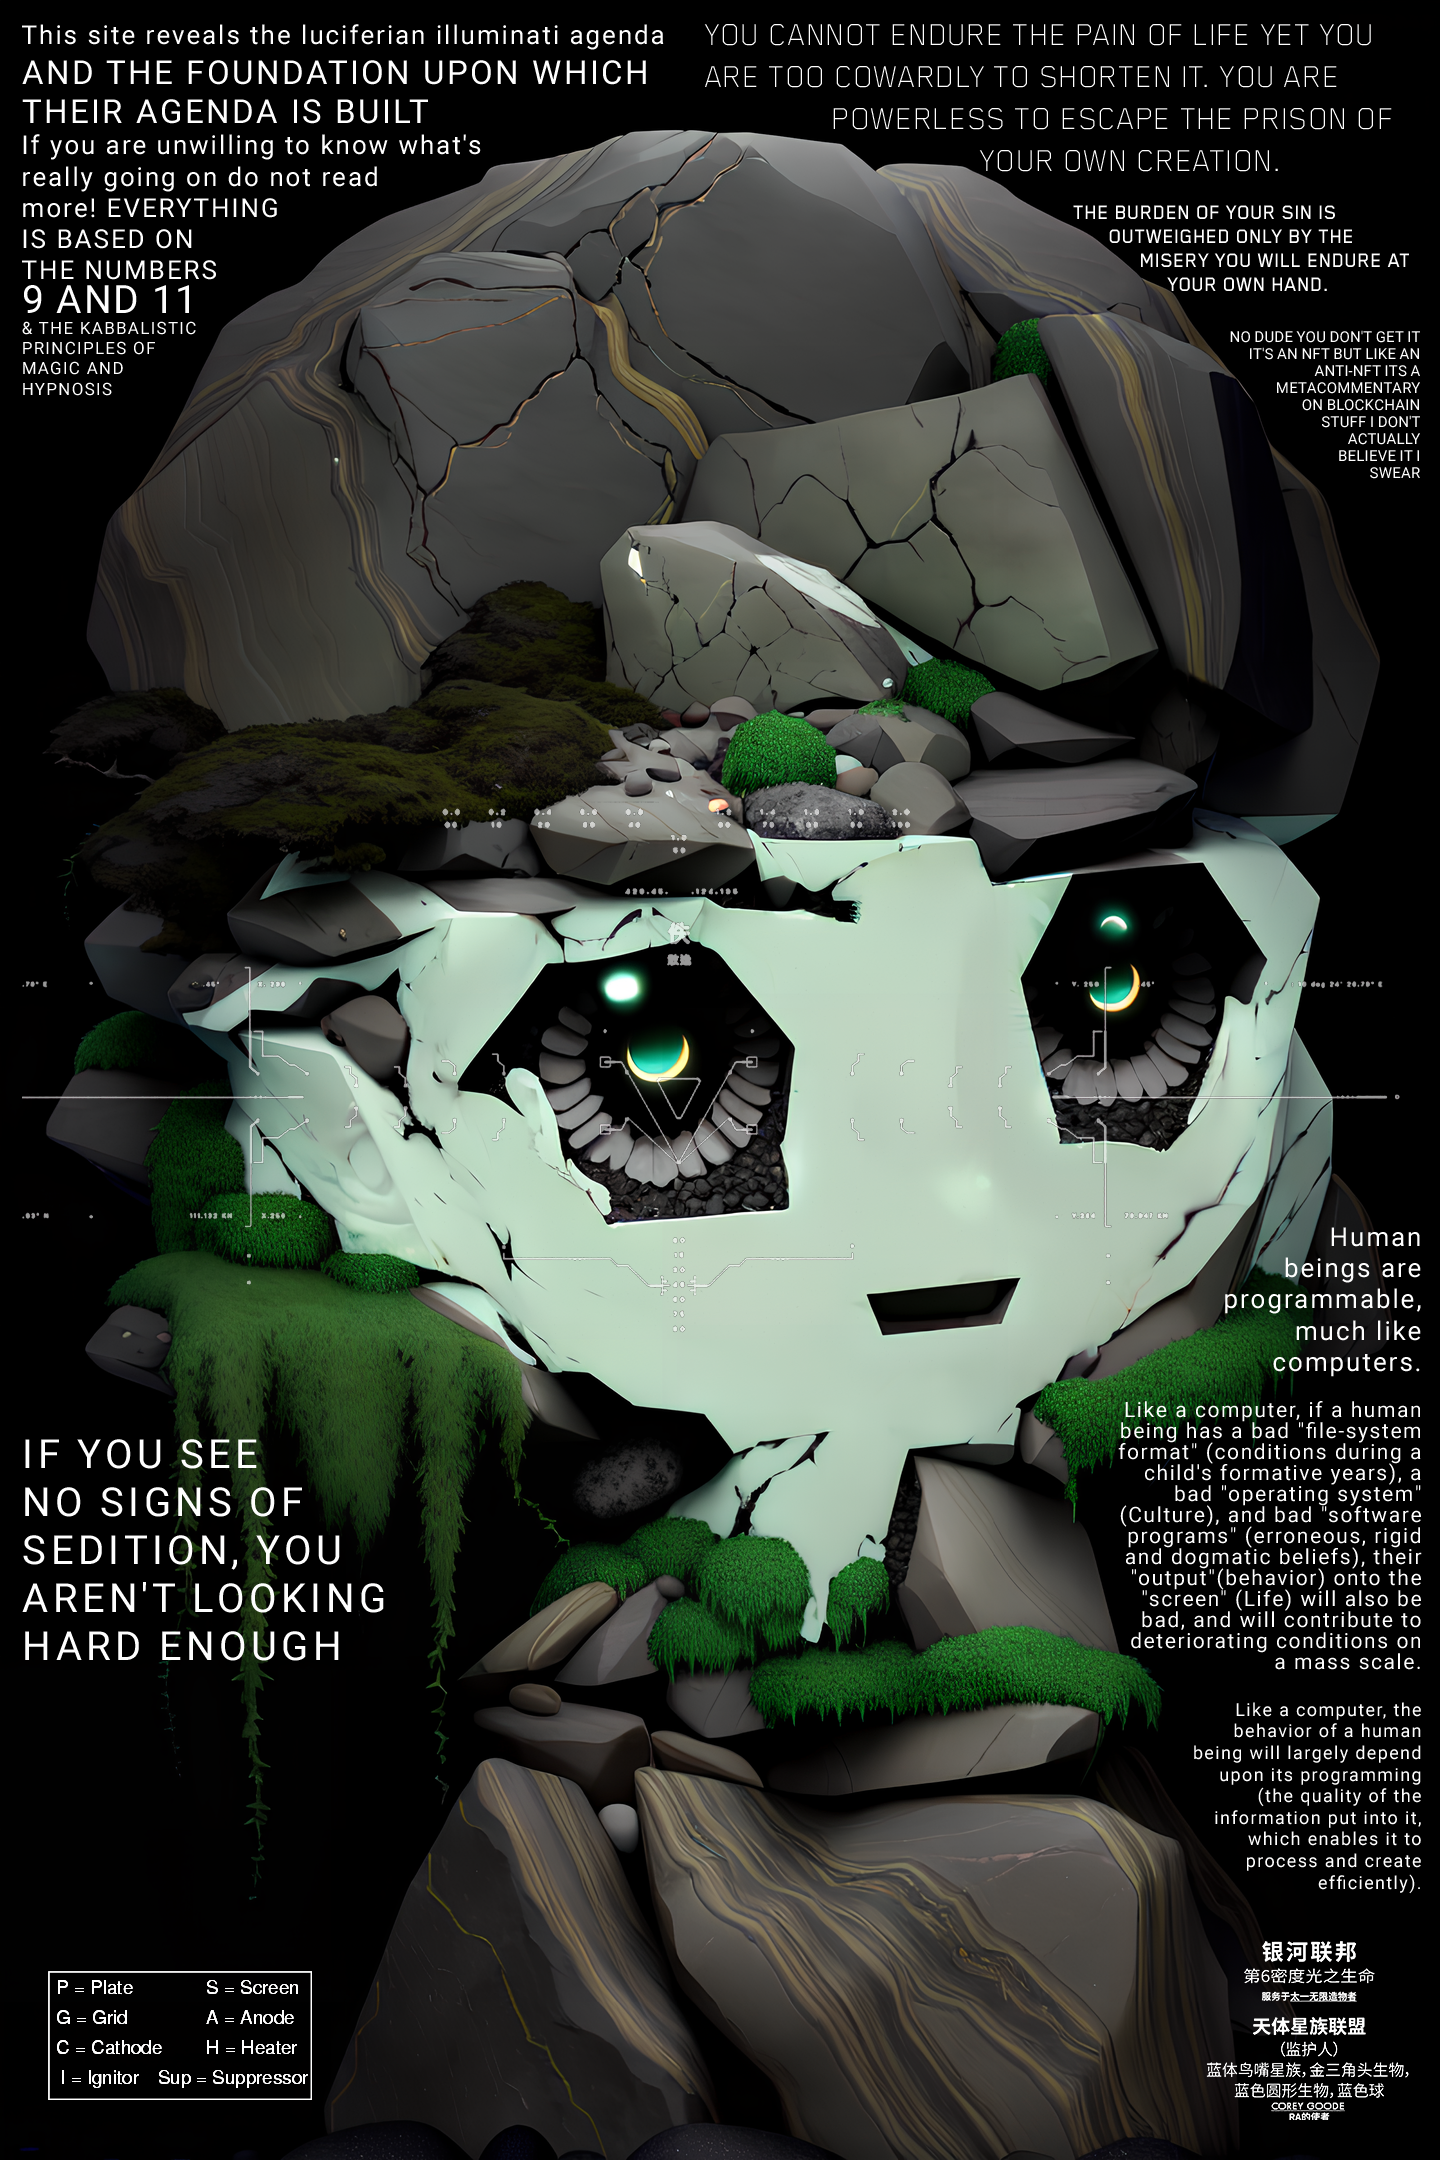 This site reveals the luciferian illuminati agenda
AND THE FOUNDATION UPON WHICH
THEIR AGENDA IS BUILT
If you are unwilling to know what's
really going on do not read
more! EVERYTHING
IS BASED ON
THE NUMBERS
9 AND 11
& THE KABBALISTIC
PRINCIPLES OF
MAGIC AND
HYPNOSIS
YOU CANNOT ENDURE THE PAIN OF LIFE YET YOU
ARE TOO COWARDLY TO SHORTEN IT. YOU ARE
POWERLESS TO ESCAPE THE PRISON OF
YOUR OWN CREATION.
THE BURDEN OF YOUR SIN IS
OUTWEIGHED ONLY BY THE
MISERY YOU WILL ENDURE AT
YOUR OWN HAND.
NO DUDE YOU DON'T GET IT
IT'S AN NFT BUT LIKE AN
ANTI-NFT ITS A
METACOMMENTARY
ON BLOCKCHAIN
STUFF I DON'T
ACTUALLY
BELIEVE IT I
SWEAR
111.132 KM
Human
beings are
programmable,
much like
computers.
Like a computer, if a human
being has a bad "file-system
format" (conditions during a
child's formative years), a
bad "operating system"
(Culture), and bad "software
programs" (erroneous, rigid
and dogmatic beliefs), their
"output"(behavior) onto the
"screen" (Life) will also be
bad, and will contribute to
deteriorating conditions on
a mass scale.
Like a computer, the
behavior of a human
being will largely depend
upon its programming
(the quality of the
information put into it,
which enables it to
process and create
efficiently).
IF YOU SEE
NO SIGNS OF
SEDITION, YOU
AREN'T LOOKING
HARD ENOUGH
P = Plate S = Screen
G = Grid A = Anode
C = Cathode H = Heater
I = Ignitor Sup = Suppressor
银河联邦
第6密度光之生命
服务于太一无限造物者
天体星族联盟
（监护人）
蓝体鸟嘴星族，金三角头生物，
蓝色圆形生物，蓝色球
COREY GOODE
RA的使者